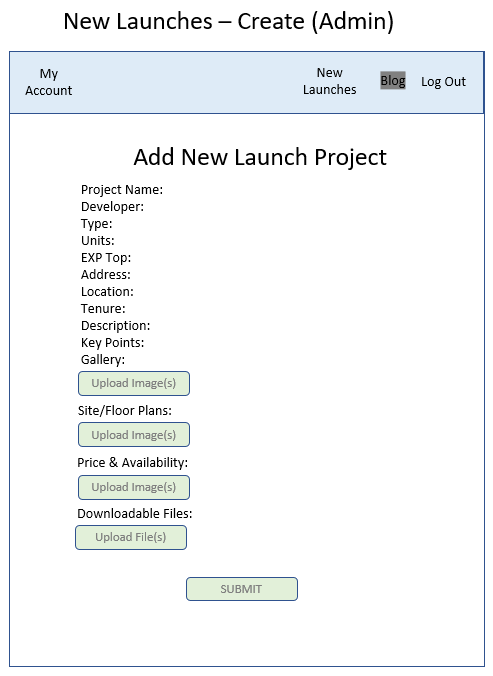 New Launches – Create (Admin)
My
Account
New
Launches
Blog
Log Out
Add New Launch Project
Project Name:
Developer:
Type:
Units:
EXP Top:
Address:
Location:
Tenure:
Description:
Key Points:
Gallery:
Upload Image(s)
Site/Floor Plans:
Upload Image(s)
Price & Availability:
Upload Image(s)
Downloadable Files:
Upload File(s)
SUBMIT